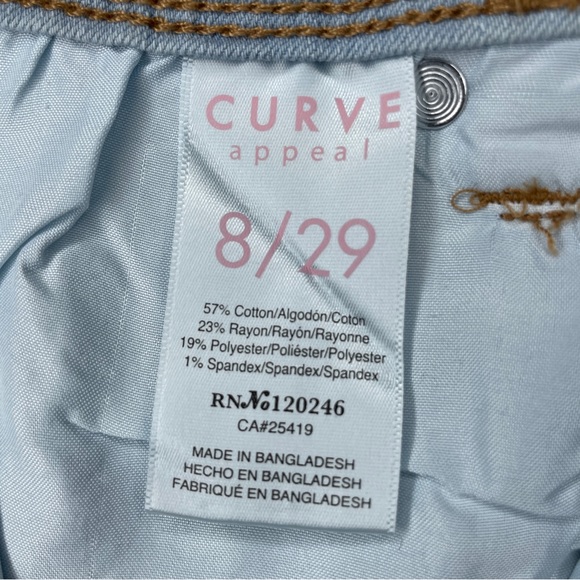 CURVE
appeal
8/29
57% Cotton/Algodón/Coton
23% Rayon/Rayón/Rayonne
19% Polyester/Poliéster/Polyester
1% Spandex/Spandex/Spandex
RN№120246
CA#25419
MADE IN BANGLADESH
HECHO EN BANGLADESH
FABRIQUÉ EN BANGLADESH